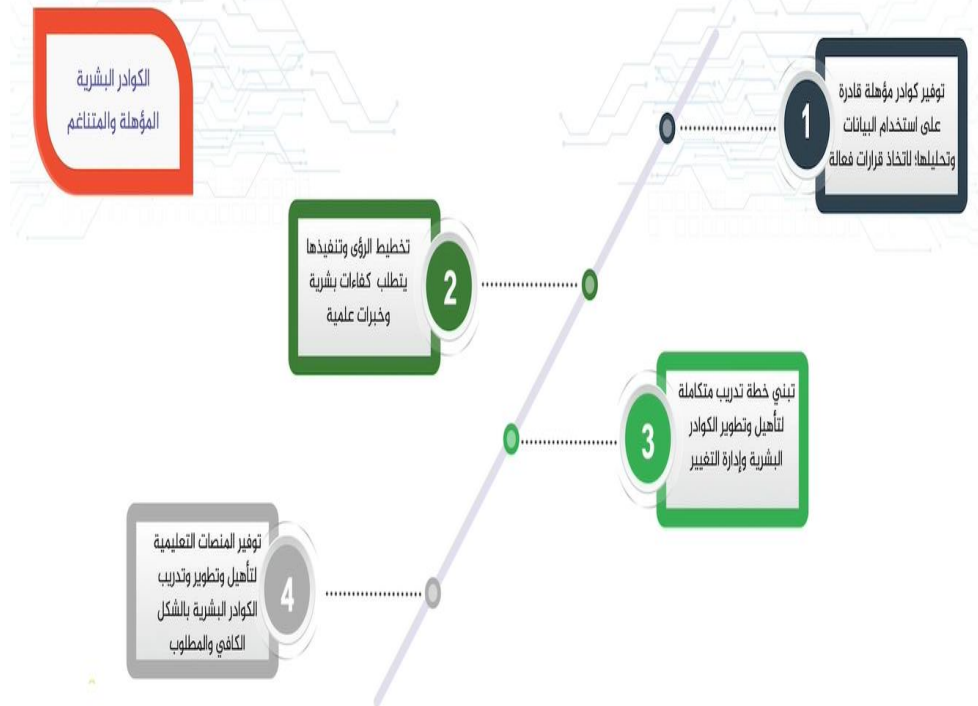 الكوادر البشرية
المؤهلة والمتناغم
1
توفير كوادر مؤهلة قادرة
على استخدام البيانات
وتحليلها؛ لاتخاذ قرارات فعالة
2
تخطيط الرؤى وتنفيذها
يتطلب كفاءات بشرية
وخبرات علمية
3
تبني خطة تدريب متكاملة
لتأهيل وتطوير الكوادر
البشرية وإدارة التغيير
4
توفير المنصات التعليمية
لتأهيل وتطوير وتدريب
الكوادر البشرية بالشكل
الكافي والمطلوب